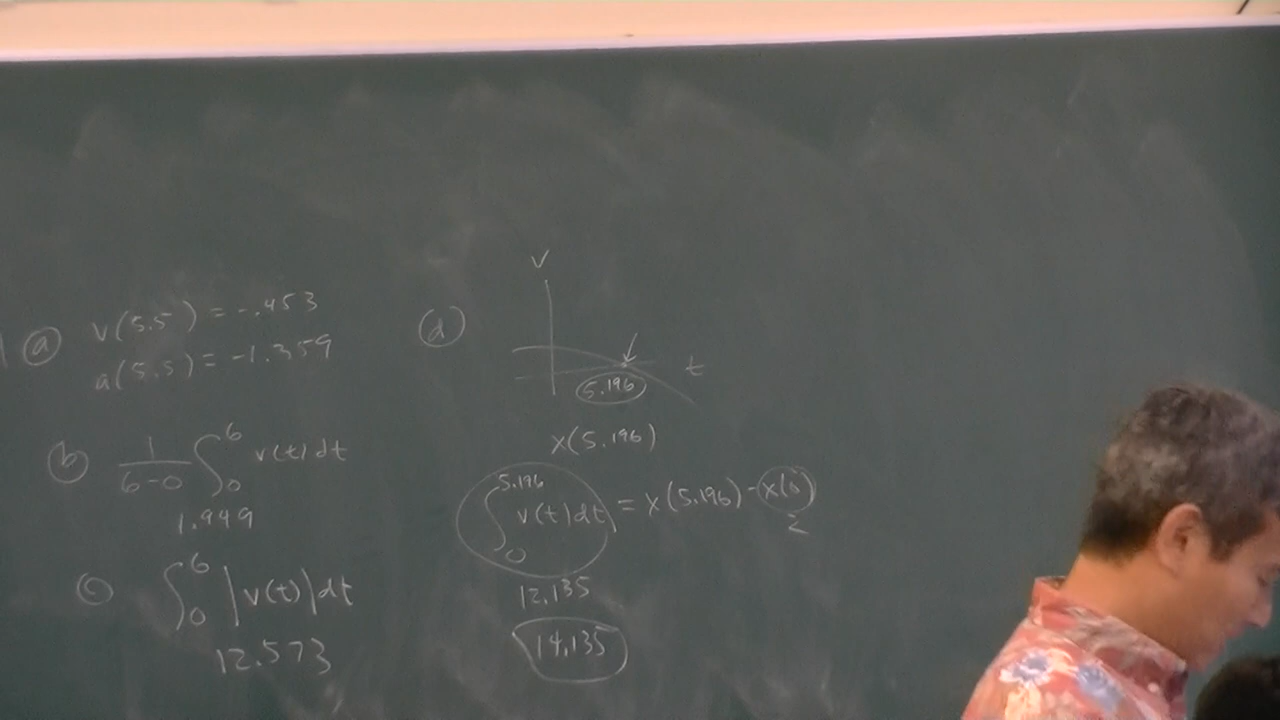 1 (a) v(5.5) = -.453
a(5.5) = -1.359
(b) 1/(6-0) ∫₀⁶ v(t) dt
1.949
(c) ∫₀⁶ |v(t)| dt
12.573
(d)
v
t
5.196
x(5.196)
∫₀^5.196 v(t) dt = x(5.196) - x(0)
2
12.135
14.135